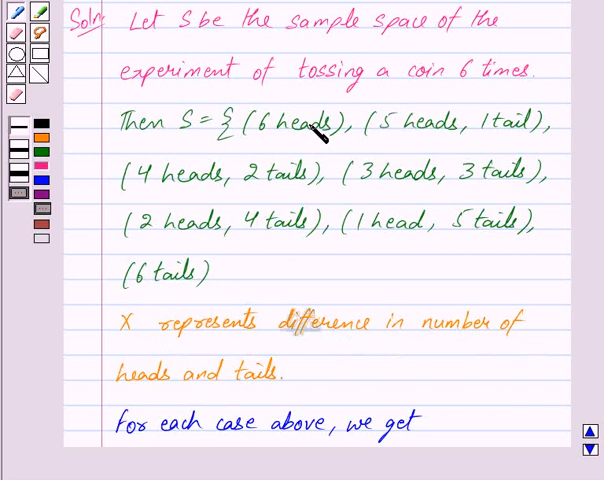 Soln Let S be the sample space of the
experiment of tossing a coin 6 times.
Then S = { (6 heads), (5 heads, 1 tail),
(4 heads, 2 tails), (3 heads, 3 tails),
(2 heads, 4 tails), (1 head, 5 tails),
(6 tails)
X represents difference in number of
heads and tails.
For each case above, we get